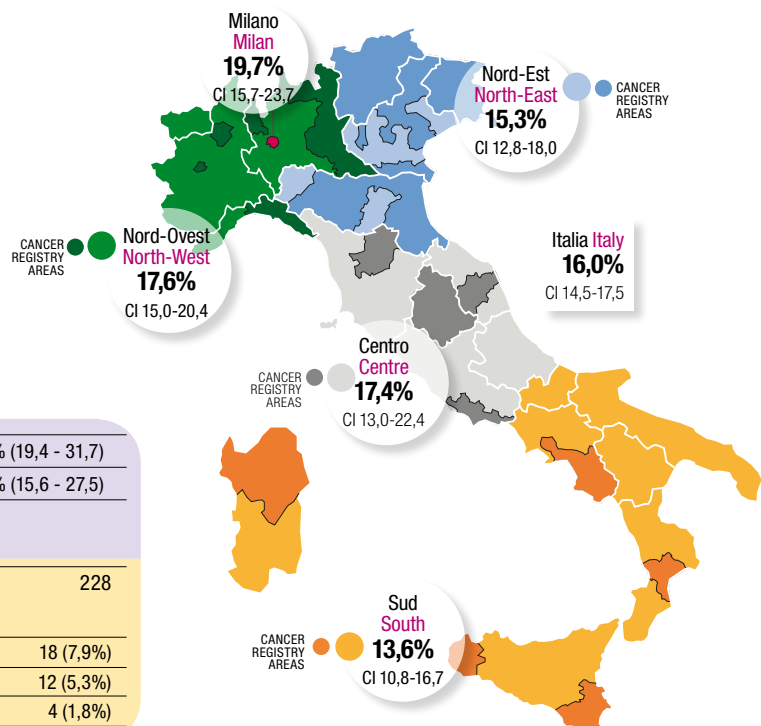 Milano
Milan
19,7%
CI 15,7-23,7
Nord-Est
North-East
15,3%
CI 12,8-18,0
CANCER
REGISTRY
AREAS
CANCER
REGISTRY
AREAS
Nord-Ovest
North-West
17,6%
CI 15,0-20,4
Italia Italy
16,0%
CI 14,5-17,5
CANCER
REGISTRY
AREAS
Centro
Centre
17,4%
CI 13,0-22,4
% (19,4 - 31,7)
% (15,6 - 27,5)
228
18 (7,9%)
12 (5,3%)
4 (1,8%)
CANCER
REGISTRY
AREAS
Sud
South
13,6%
CI 10,8-16,7